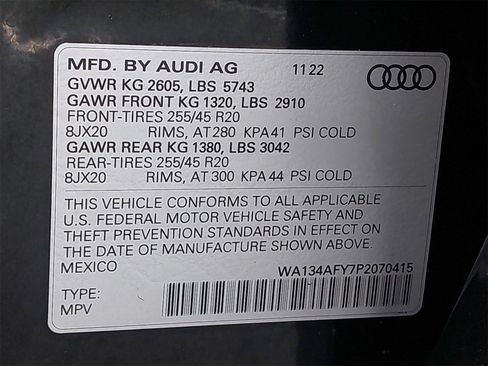 MFD. BY AUDI AG 11 22
GVWR KG 2605, LBS 5743
GAWR FRONT KG 1320, LBS 2910
FRONT-TIRES 255/45 R20
8JX20 RIMS, AT 280 KPA 41 PSI COLD
GAWR REAR KG 1380, LBS 3042
REAR-TIRES 255/45 R20
8JX20 RIMS, AT 300 KPA 44 PSI COLD
THIS VEHICLE CONFORMS TO ALL APPLICABLE
U.S. FEDERAL MOTOR VEHICLE SAFETY AND
THEFT PREVENTION STANDARDS IN EFFECT ON
THE DATE OF MANUFACTURE SHOWN ABOVE.
MEXICO WA134AFY7P2070415
TYPE:
MPV